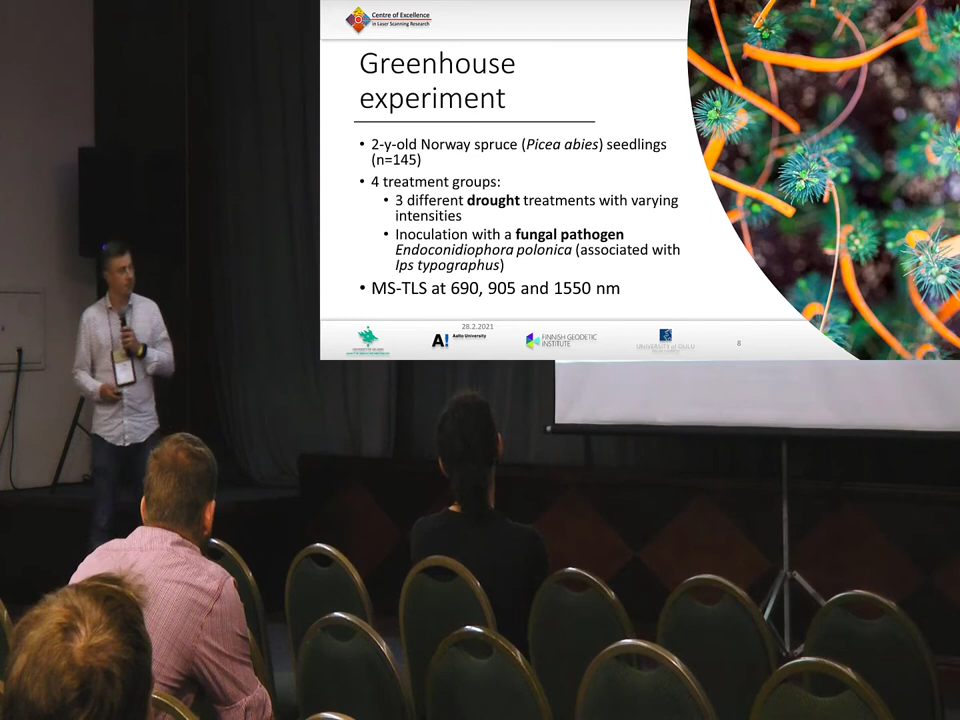 Centre of Excellence
in Laser Scanning Research
Greenhouse
experiment
• 2-y-old Norway spruce (Picea abies) seedlings
(n=145)
• 4 treatment groups:
• 3 different drought treatments with varying
intensities
• Inoculation with a fungal pathogen
Endoconidiophora polonica (associated with
Ips typographus)
• MS-TLS at 690, 905 and 1550 nm
28.2.2021
A! Aalto University
FINNISH GEODETIC
INSTITUTE
UNIVERSITY of OULU
8